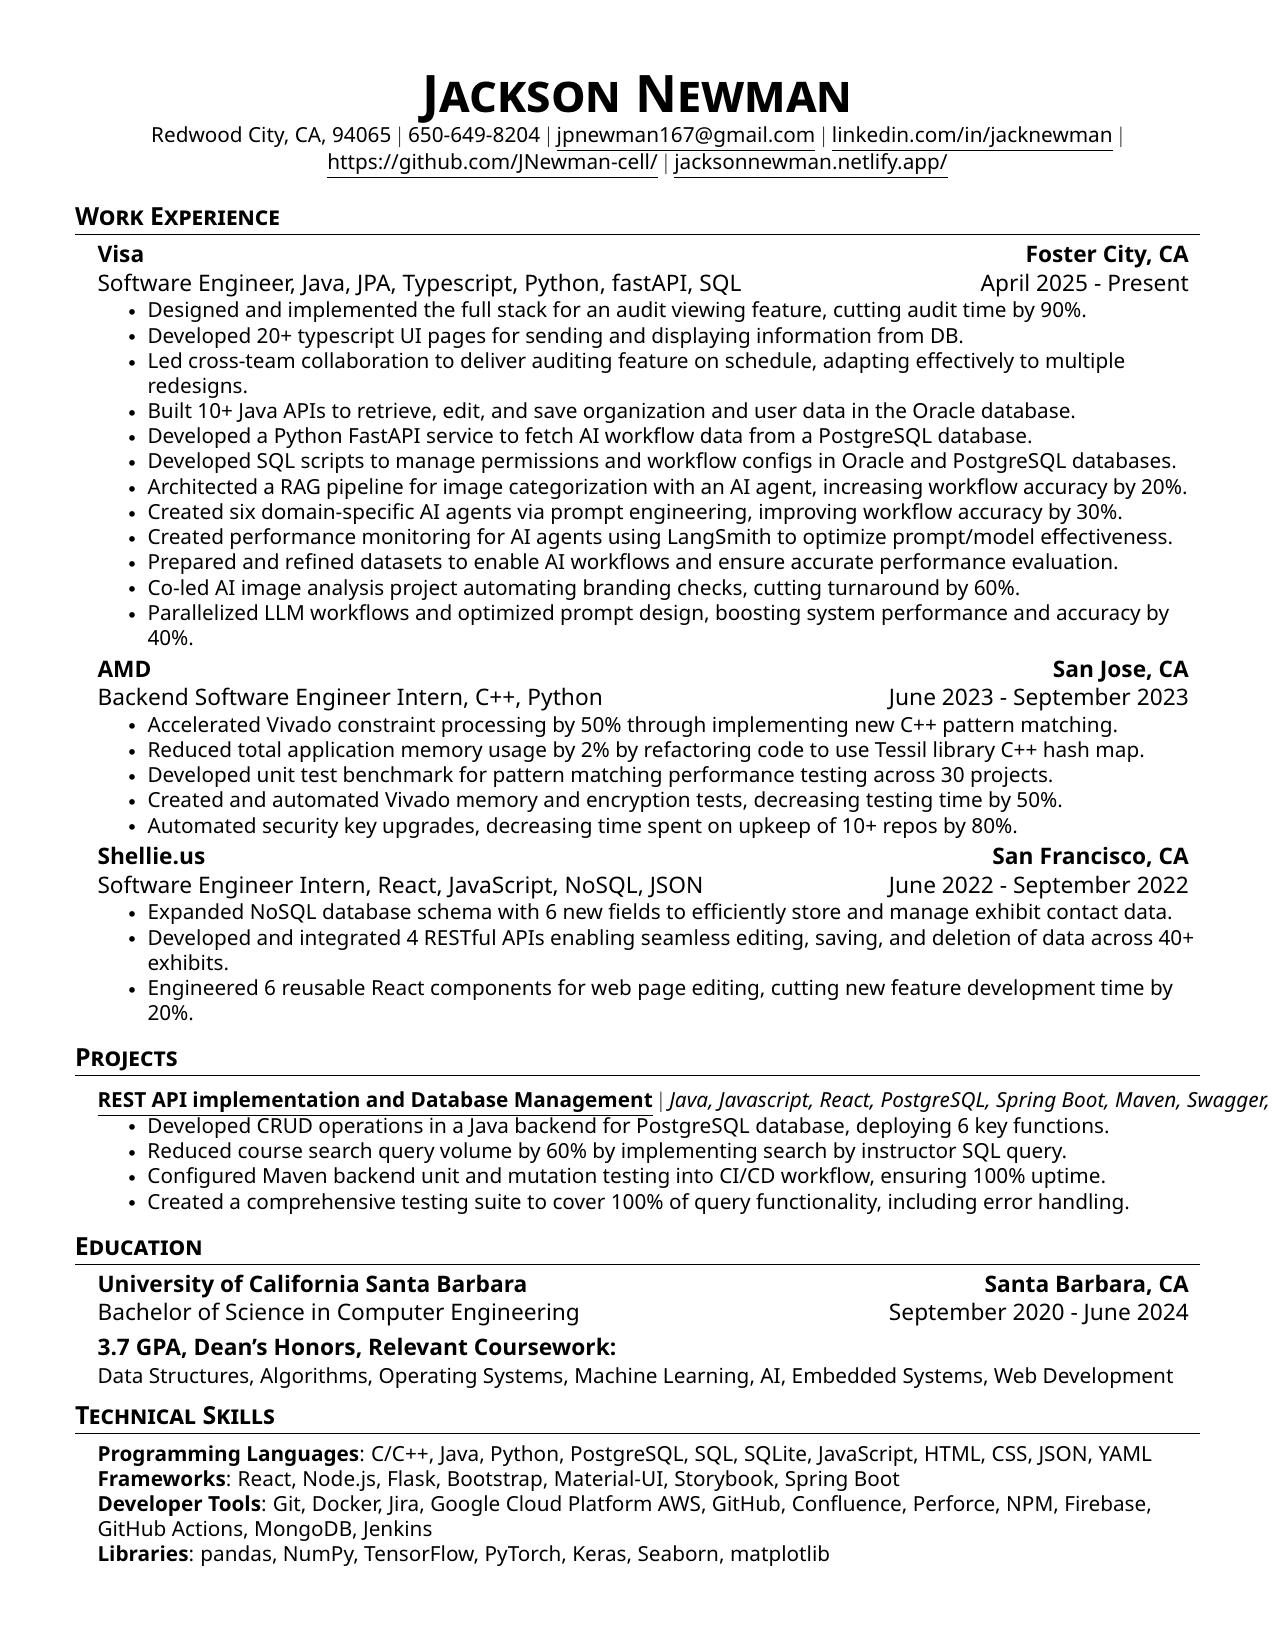 JACKSON NEWMAN
Redwood City, CA, 94065 | 650-649-8204 | jpnewman167@gmail.com | linkedin.com/in/jacknewman |
https://github.com/JNewman-cell/ | jacksonnewman.netlify.app/
WORK EXPERIENCE
Visa Foster City, CA
Software Engineer, Java, JPA, Typescript, Python, fastAPI, SQL April 2025 - Present
• Designed and implemented the full stack for an audit viewing feature, cutting audit time by 90%.
• Developed 20+ typescript UI pages for sending and displaying information from DB.
• Led cross-team collaboration to deliver auditing feature on schedule, adapting effectively to multiple
redesigns.
• Built 10+ Java APIs to retrieve, edit, and save organization and user data in the Oracle database.
• Developed a Python FastAPI service to fetch AI workflow data from a PostgreSQL database.
• Developed SQL scripts to manage permissions and workflow configs in Oracle and PostgreSQL databases.
• Architected a RAG pipeline for image categorization with an AI agent, increasing workflow accuracy by 20%.
• Created six domain-specific AI agents via prompt engineering, improving workflow accuracy by 30%.
• Created performance monitoring for AI agents using LangSmith to optimize prompt/model effectiveness.
• Prepared and refined datasets to enable AI workflows and ensure accurate performance evaluation.
• Co-led AI image analysis project automating branding checks, cutting turnaround by 60%.
• Parallelized LLM workflows and optimized prompt design, boosting system performance and accuracy by
40%.
AMD San Jose, CA
Backend Software Engineer Intern, C++, Python June 2023 - September 2023
• Accelerated Vivado constraint processing by 50% through implementing new C++ pattern matching.
• Reduced total application memory usage by 2% by refactoring code to use Tessil library C++ hash map.
• Developed unit test benchmark for pattern matching performance testing across 30 projects.
• Created and automated Vivado memory and encryption tests, decreasing testing time by 50%.
• Automated security key upgrades, decreasing time spent on upkeep of 10+ repos by 80%.
Shellie.us San Francisco, CA
Software Engineer Intern, React, JavaScript, NoSQL, JSON June 2022 - September 2022
• Expanded NoSQL database schema with 6 new fields to efficiently store and manage exhibit contact data.
• Developed and integrated 4 RESTful APIs enabling seamless editing, saving, and deletion of data across 40+
exhibits.
• Engineered 6 reusable React components for web page editing, cutting new feature development time by
20%.
PROJECTS
REST API implementation and Database Management | Java, Javascript, React, PostgreSQL, Spring Boot, Maven, Swagger,
• Developed CRUD operations in a Java backend for PostgreSQL database, deploying 6 key functions.
• Reduced course search query volume by 60% by implementing search by instructor SQL query.
• Configured Maven backend unit and mutation testing into CI/CD workflow, ensuring 100% uptime.
• Created a comprehensive testing suite to cover 100% of query functionality, including error handling.
EDUCATION
University of California Santa Barbara Santa Barbara, CA
Bachelor of Science in Computer Engineering September 2020 - June 2024
3.7 GPA, Dean’s Honors, Relevant Coursework:
Data Structures, Algorithms, Operating Systems, Machine Learning, AI, Embedded Systems, Web Development
TECHNICAL SKILLS
Programming Languages: C/C++, Java, Python, PostgreSQL, SQL, SQLite, JavaScript, HTML, CSS, JSON, YAML
Frameworks: React, Node.js, Flask, Bootstrap, Material-UI, Storybook, Spring Boot
Developer Tools: Git, Docker, Jira, Google Cloud Platform AWS, GitHub, Confluence, Perforce, NPM, Firebase,
GitHub Actions, MongoDB, Jenkins
Libraries: pandas, NumPy, TensorFlow, PyTorch, Keras, Seaborn, matplotlib